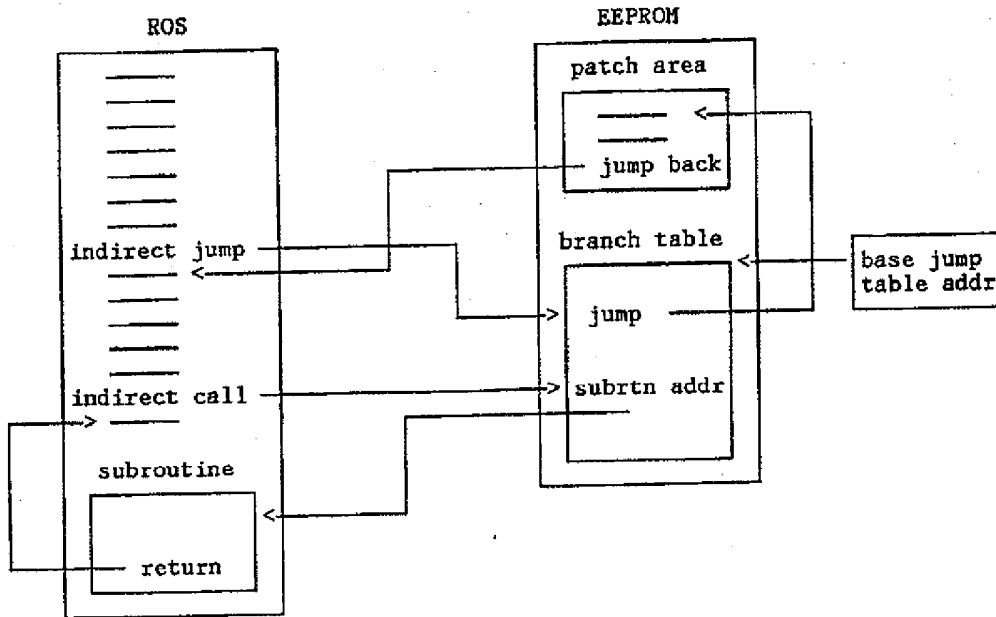 ROS
EEPROM
patch area
jump back
indirect jump
branch table
base jump
table addr
jump
indirect call
subrtn addr
subroutine
return